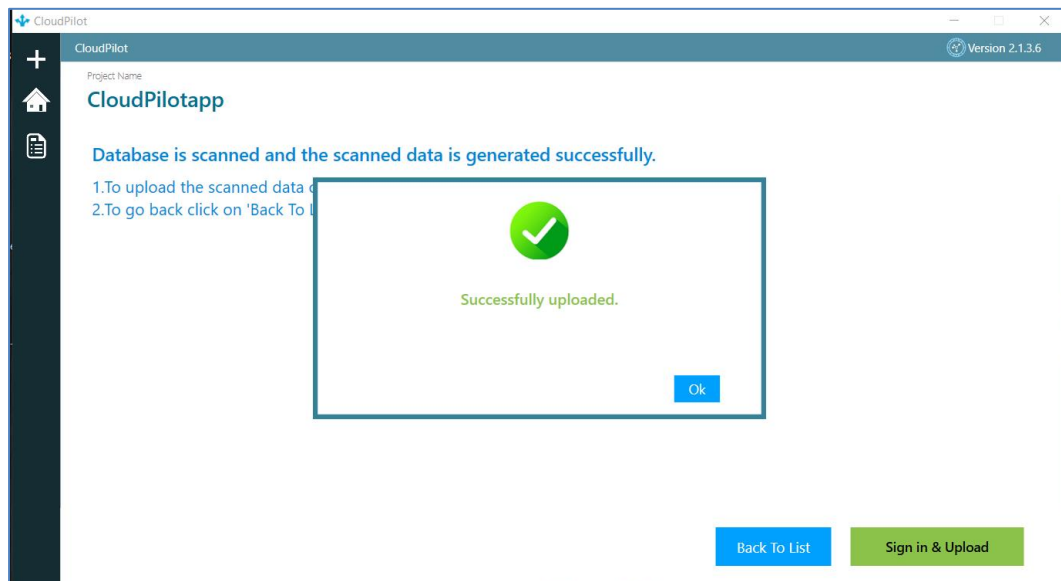 CloudPilot
CloudPilot
Version 2.1.3.6
Project Name
CloudPilotapp
Database is scanned and the scanned data is generated successfully.
1.To upload the scanned data
2.To go back click on 'Back To
Successfully uploaded.
Ok
Back To List
Sign in & Upload